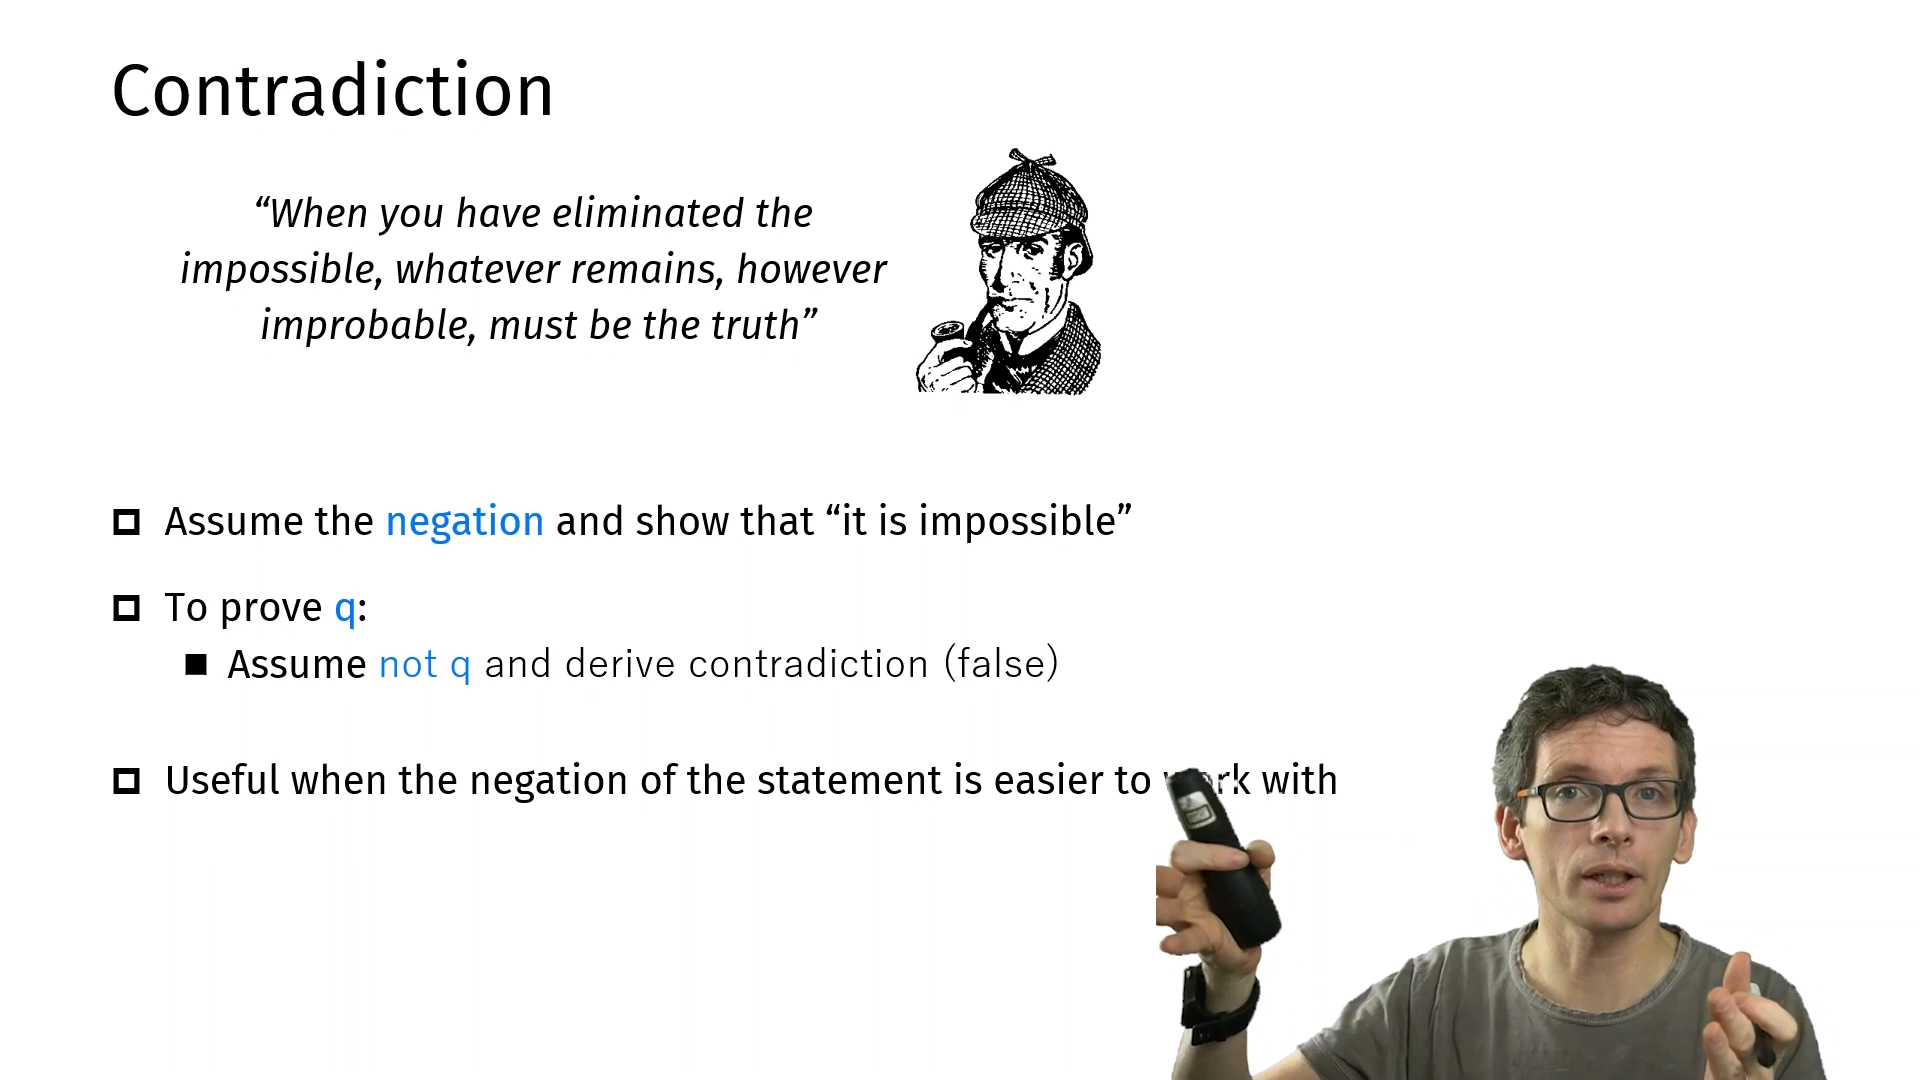 Contradiction
“When you have eliminated the
impossible, whatever remains, however
improbable, must be the truth”
Assume the negation and show that “it is impossible”
To prove q:
Assume not q and derive contradiction (false)
Useful when the negation of the statement is easier to work with